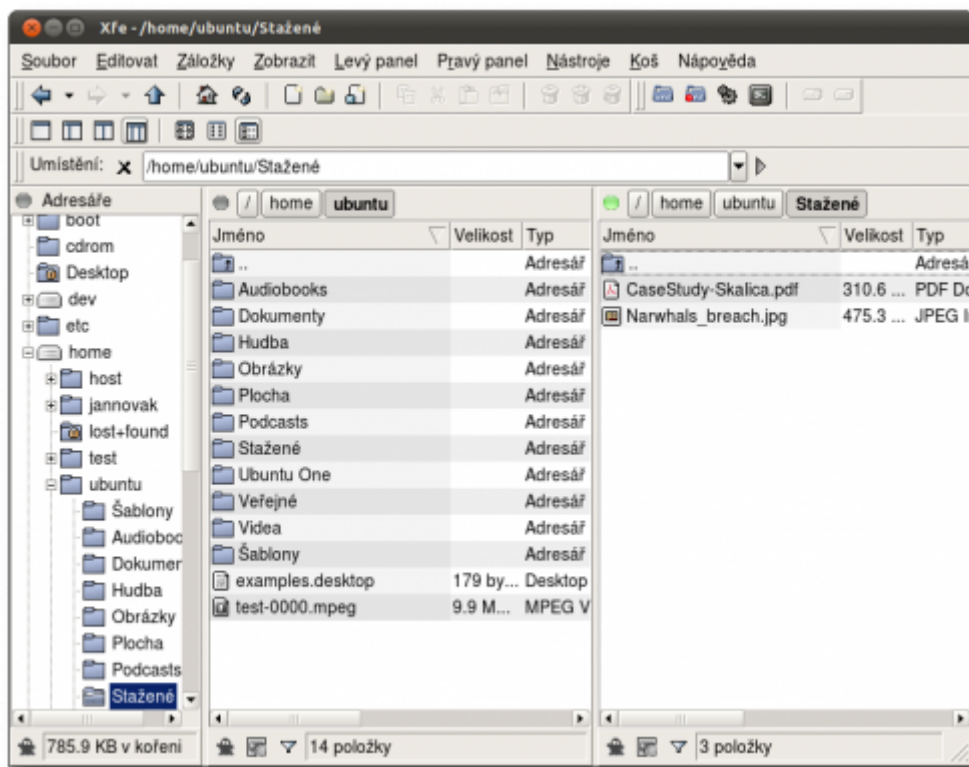 Xfe - /home/ubuntu/Stažené
Soubor Editovat Záložky Zobrazit Levý panel Pravý panel Nástroje Koš Nápověda
Umístění: /home/ubuntu/Stažené
Adresáře
boot
cdrom
Desktop
dev
etc
home
host
jannovak
lost+found
test
ubuntu
Šablony
Audioboo
Dokumen
Hudba
Obrázky
Plocha
Podcasts
Stažené
785.9 KB v kořeni
/ home ubuntu
Jméno Velikost Typ
.. Adresář
Audiobooks Adresář
Dokumenty Adresář
Hudba Adresář
Obrázky Adresář
Plocha Adresář
Podcasts Adresář
Stažené Adresář
Ubuntu One Adresář
Veřejné Adresář
Videa Adresář
Šablony Adresář
examples.desktop 179 by... Desktop
test-0000.mpeg 9.9 M... MPEG V
14 položky
/ home ubuntu Stažené
Jméno Velikost Typ
.. Adresá
CaseStudy-Skalica.pdf 310.6 ... PDF Do
Narwhals_breach.jpg 475.3 ... JPEG I
3 položky